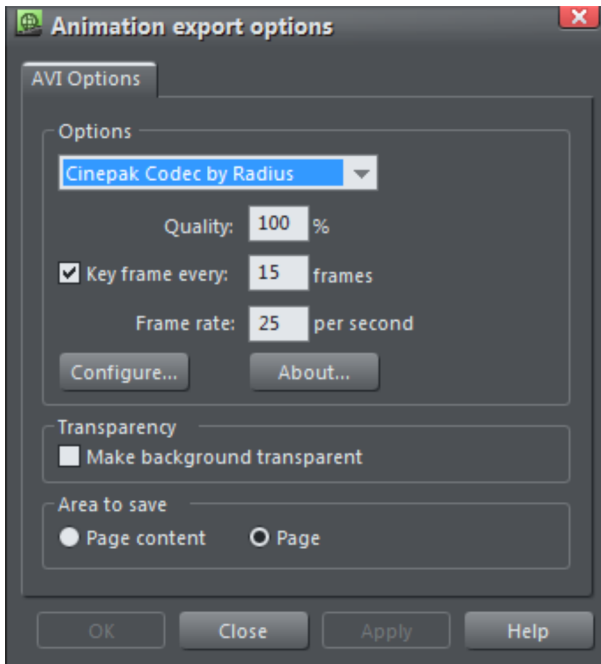 Animation export options
AVI Options
Options
Cinepak Codec by Radius
Quality: 100 %
Key frame every: 15 frames
Frame rate: 25 per second
Configure... About...
Transparency
Make background transparent
Area to save
Page content Page
OK Close Apply Help